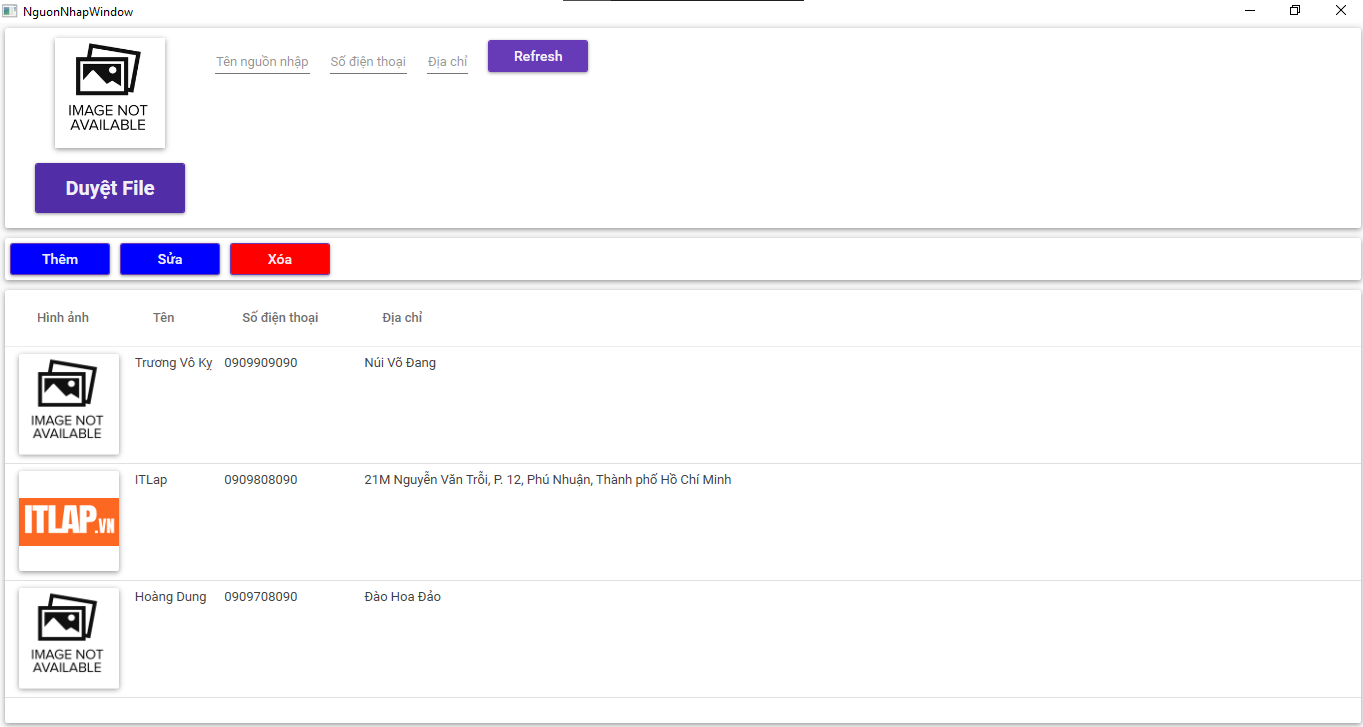 NguonNhapWindow
IMAGE NOT
AVAILABLE
Tên nguồn nhập Số điện thoại Địa chỉ Refresh
Duyệt File
Thêm Sửa Xóa
Hình ảnh Tên Số điện thoại Địa chỉ
Trương Vô Kỵ 0909909090 Núi Võ Đang
IMAGE NOT
AVAILABLE
ITLap 0909808090 21M Nguyễn Văn Trỗi, P. 12, Phú Nhuận, Thành phố Hồ Chí Minh
ITLAP.VN
Hoàng Dung 0909708090 Đào Hoa Đảo
IMAGE NOT
AVAILABLE